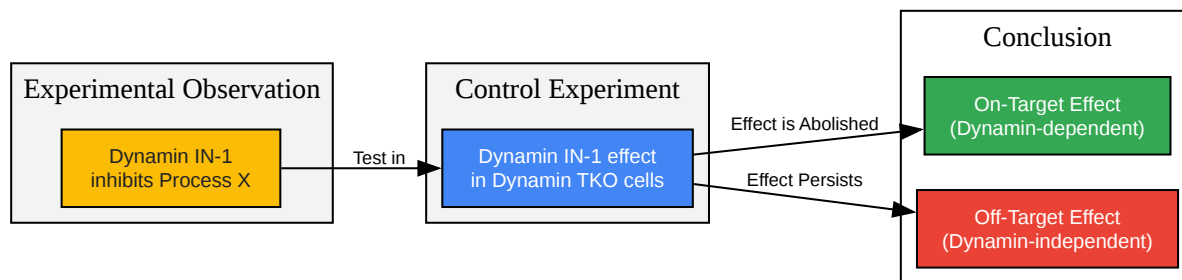 Experimental Observation
Dynamin IN-1
inhibits Process X
Test in
Control Experiment
Dynamin IN-1 effect
in Dynamin TKO cells
Effect is Abolished
Effect Persists
Conclusion
On-Target Effect
(Dynamin-dependent)
Off-Target Effect
(Dynamin-independent)